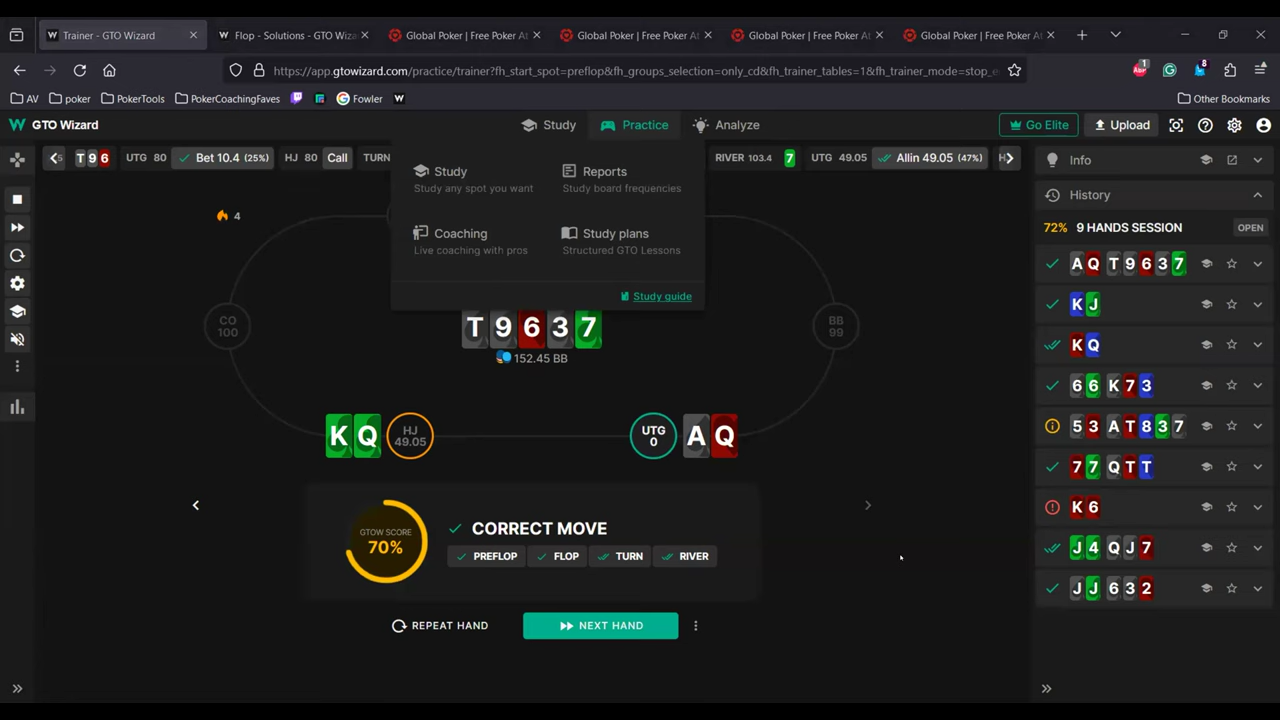 Trainer - GTO Wizard
Flop - Solutions - GTO Wiza
Global Poker | Free Poker At
Global Poker | Free Poker At
Global Poker | Free Poker At
Global Poker | Free Poker At
https://app.gtowizard.com/practice/trainer?fh_start_spot=preflop&fh_groups_selection=only_cd&fh_trainer_tables=1&fh_trainer_mode=stop_e
1
8
AV
poker
PokerTools
PokerCoachingFaves
Fowler
Other Bookmarks
GTO Wizard
Study
Practice
Analyze
Go Elite
Upload
T 9 6
UTG 80
Bet 10.4 (25%)
HJ 80
Call
TURN
RIVER 103.4
7
UTG 49.05
Allin 49.05 (47%)
Info
Study
Study any spot you want
Reports
Study board frequencies
Coaching
Live coaching with pros
Study plans
Structured GTO Lessons
Study guide
4
CO
100
BB
99
T 9 6 3 7
152.45 BB
K Q
HJ
49.05
UTG
0
A Q
GTOW SCORE
70%
CORRECT MOVE
PREFLOP
FLOP
TURN
RIVER
REPEAT HAND
NEXT HAND
History
72% 9 HANDS SESSION
OPEN
A Q T 9 6 3 7
K J
K Q
6 6 K 7 3
5 3 A T 8 3 7
7 7 Q T T
K 6
J 4 Q J 7
J J 6 3 2